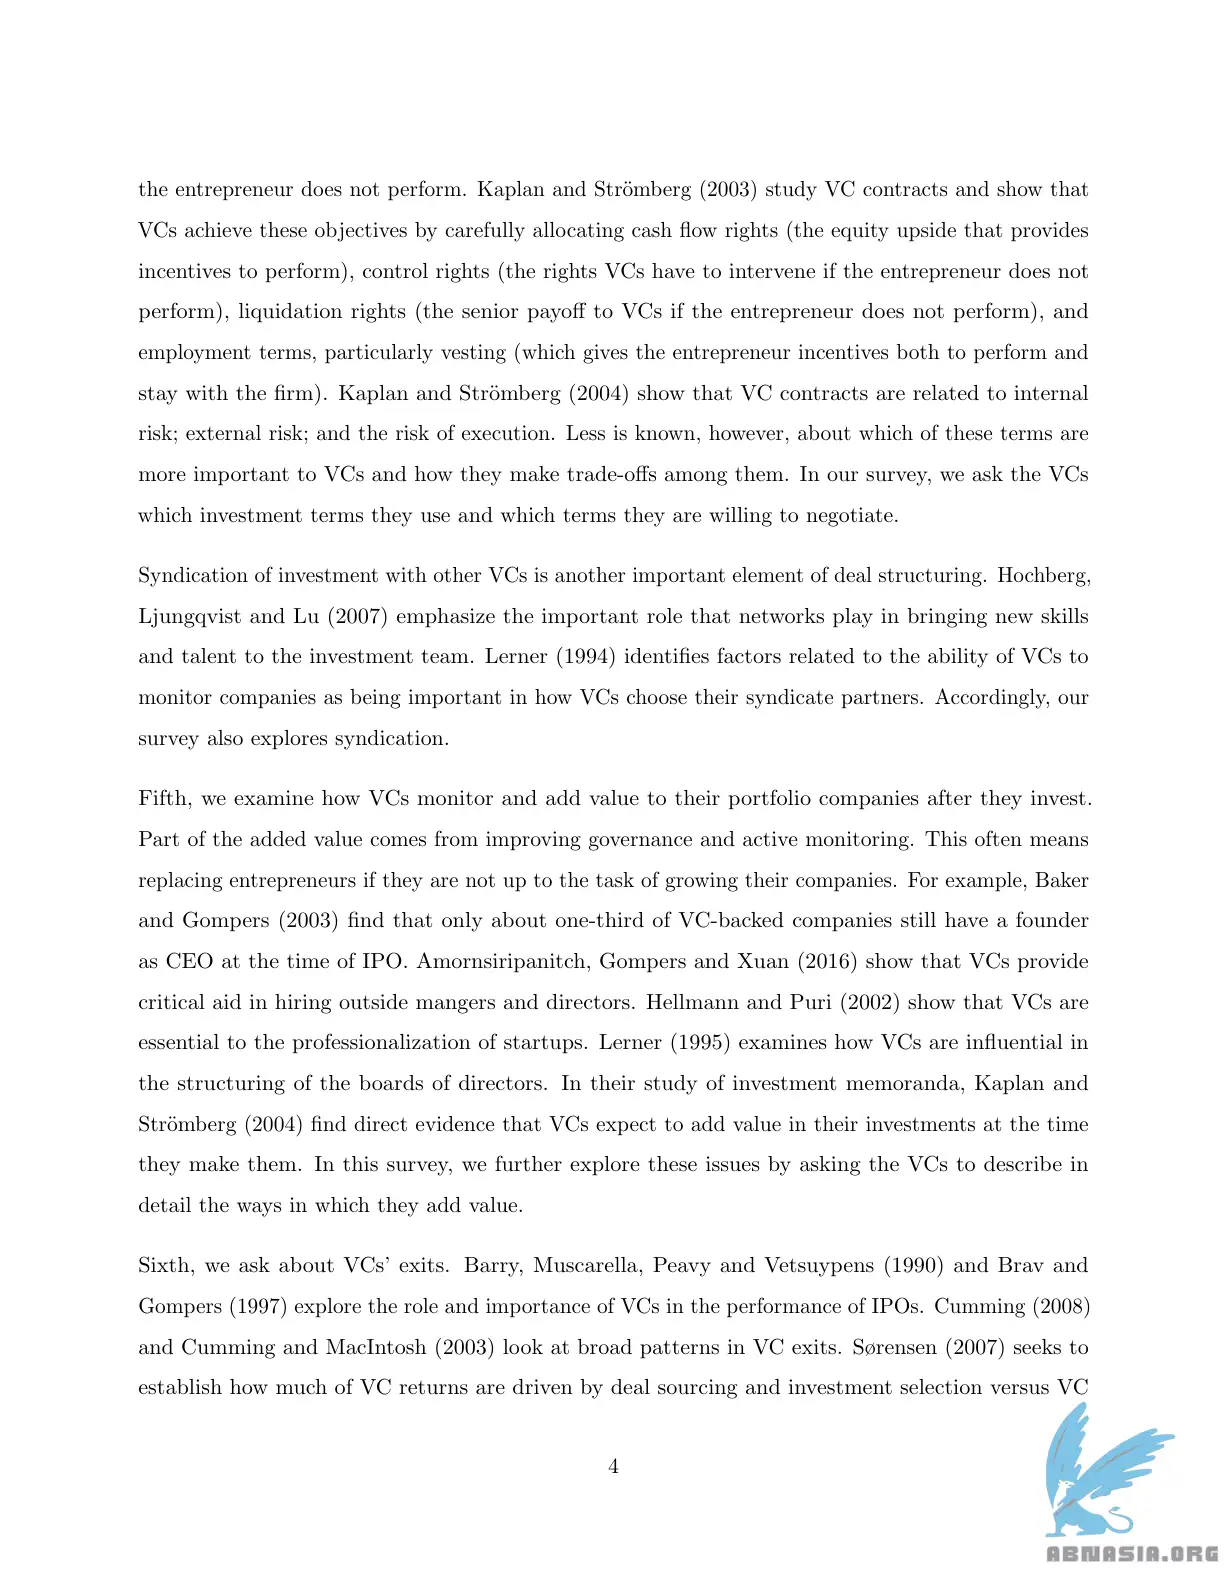 the entrepreneur does not perform. Kaplan and Strömberg (2003) study VC contracts and show that
VCs achieve these objectives by carefully allocating cash flow rights (the equity upside that provides
incentives to perform), control rights (the rights VCs have to intervene if the entrepreneur does not
perform), liquidation rights (the senior payoff to VCs if the entrepreneur does not perform), and
employment terms, particularly vesting (which gives the entrepreneur incentives both to perform and
stay with the firm). Kaplan and Strömberg (2004) show that VC contracts are related to internal
risk; external risk; and the risk of execution. Less is known, however, about which of these terms are
more important to VCs and how they make trade-offs among them. In our survey, we ask the VCs
which investment terms they use and which terms they are willing to negotiate.
Syndication of investment with other VCs is another important element of deal structuring. Hochberg,
Ljungqvist and Lu (2007) emphasize the important role that networks play in bringing new skills
and talent to the investment team. Lerner (1994) identifies factors related to the ability of VCs to
monitor companies as being important in how VCs choose their syndicate partners. Accordingly, our
survey also explores syndication.
Fifth, we examine how VCs monitor and add value to their portfolio companies after they invest.
Part of the added value comes from improving governance and active monitoring. This often means
replacing entrepreneurs if they are not up to the task of growing their companies. For example, Baker
and Gompers (2003) find that only about one-third of VC-backed companies still have a founder
as CEO at the time of IPO. Amornsiripanitch, Gompers and Xuan (2016) show that VCs provide
critical aid in hiring outside mangers and directors. Hellmann and Puri (2002) show that VCs are
essential to the professionalization of startups. Lerner (1995) examines how VCs are influential in
the structuring of the boards of directors. In their study of investment memoranda, Kaplan and
Strömberg (2004) find direct evidence that VCs expect to add value in their investments at the time
they make them. In this survey, we further explore these issues by asking the VCs to describe in
detail the ways in which they add value.
Sixth, we ask about VCs' exits. Barry, Muscarella, Peavy and Vetsuypens (1990) and Brav and
Gompers (1997) explore the role and importance of VCs in the performance of IPOs. Cumming (2008)
and Cumming and MacIntosh (2003) look at broad patterns in VC exits. Sørensen (2007) seeks to
establish how much of VC returns are driven by deal sourcing and investment selection versus VC
4
ABNASIA.ORG